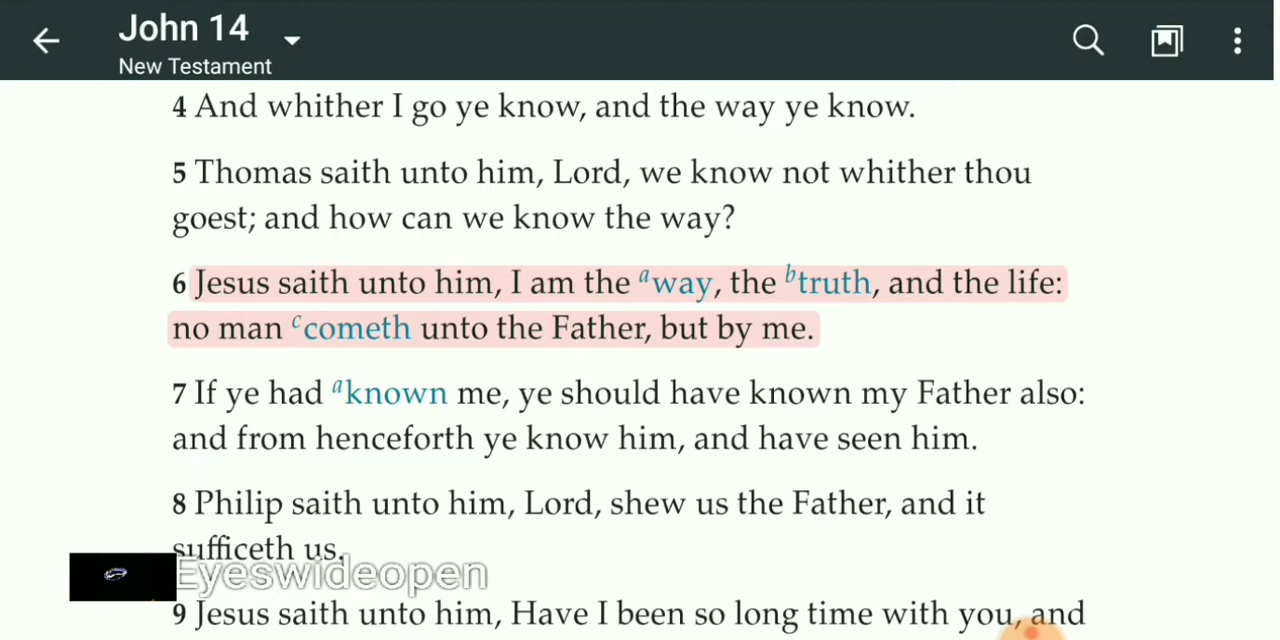 John 14
New Testament
4 And whither I go ye know, and the way ye know.
5 Thomas saith unto him, Lord, we know not whither thou
goest; and how can we know the way?
6 Jesus saith unto him, I am the a way, the b truth, and the life:
no man c cometh unto the Father, but by me.
7 If ye had a known me, ye should have known my Father also:
and from henceforth ye know him, and have seen him.
8 Philip saith unto him, Lord, shew us the Father, and it
sufficeth us.
Eyeswideopen
9 Jesus saith unto him, Have I been so long time with you, and